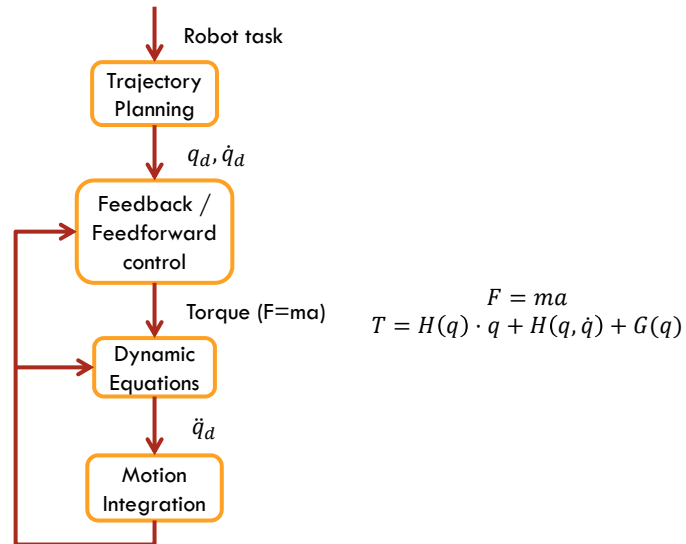 Robot task
Trajectory
Planning
q_d, q̇_d
Feedback /
Feedforward
control
Torque (F=ma)
F = ma
T = H(q) · q + H(q, q̇) + G(q)
Dynamic
Equations
q̈_d
Motion
Integration